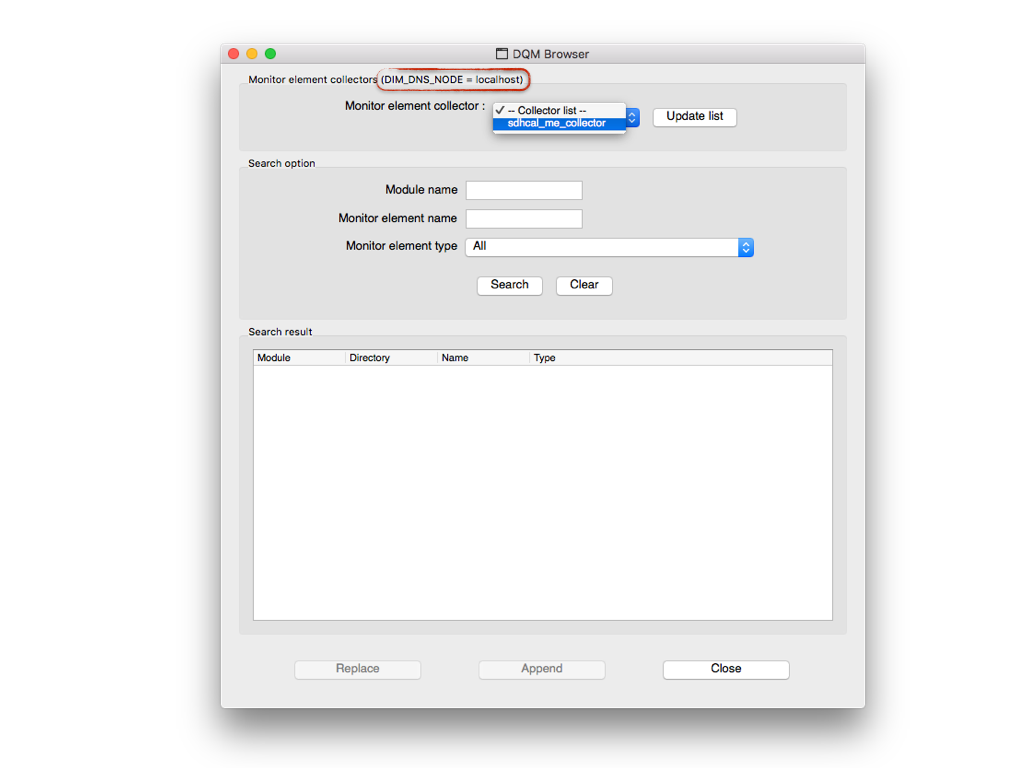 DQM Browser
Monitor element collectors (DIM_DNS_NODE = localhost)
Monitor element collector :
-- Collector list --
sdhcal_me_collector
Update list
Search option
Module name
Monitor element name
Monitor element type
All
Search
Clear
Search result
Module Directory Name Type
Replace Append Close